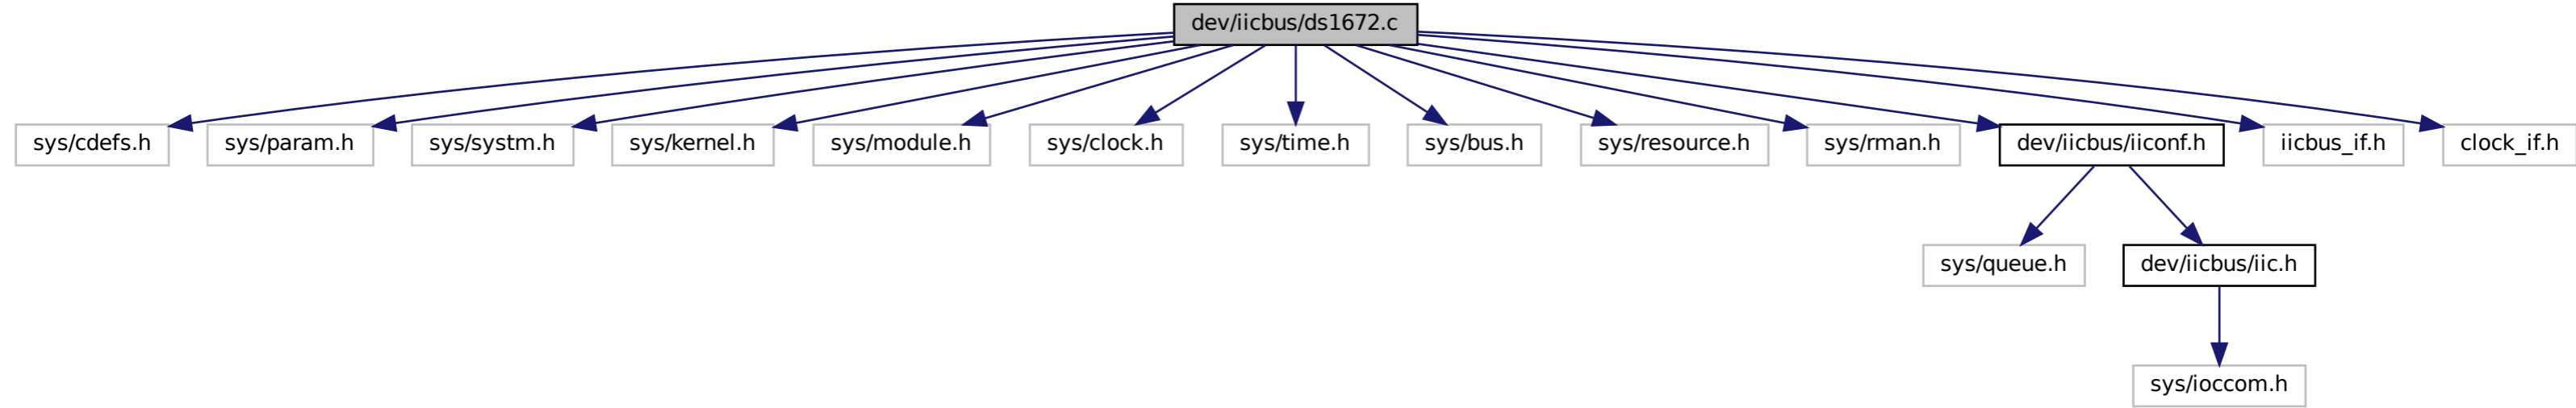 dev/iicbus/ds1672.c
sys/cdefs.h
sys/param.h
sys/systm.h
sys/kernel.h
sys/module.h
sys/clock.h
sys/time.h
sys/bus.h
sys/resource.h
sys/rman.h
dev/iicbus/iiconf.h
iicbus_if.h
clock_if.h
sys/queue.h
dev/iicbus/iic.h
sys/ioccom.h